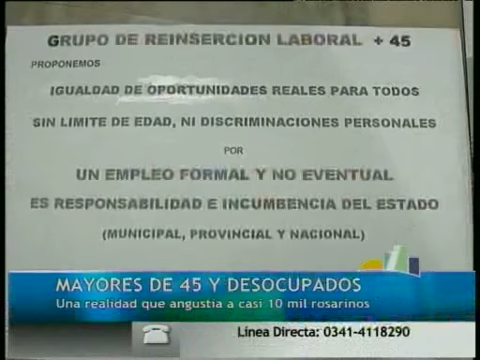 GRUPO DE REINSERCION LABORAL + 45
PROPONEMOS
IGUALDAD DE OPORTUNIDADES REALES PARA TODOS
SIN LIMITE DE EDAD, NI DISCRIMINACIONES PERSONALES
POR
UN EMPLEO FORMAL Y NO EVENTUAL
ES RESPONSABILIDAD E INCUMBENCIA DEL ESTADO
(MUNICIPAL, PROVINCIAL Y NACIONAL)
MAYORES DE 45 Y DESOCUPADOS
Una realidad que angustia a casi 10 mil rosarinos
Línea Directa: 0341-4118290